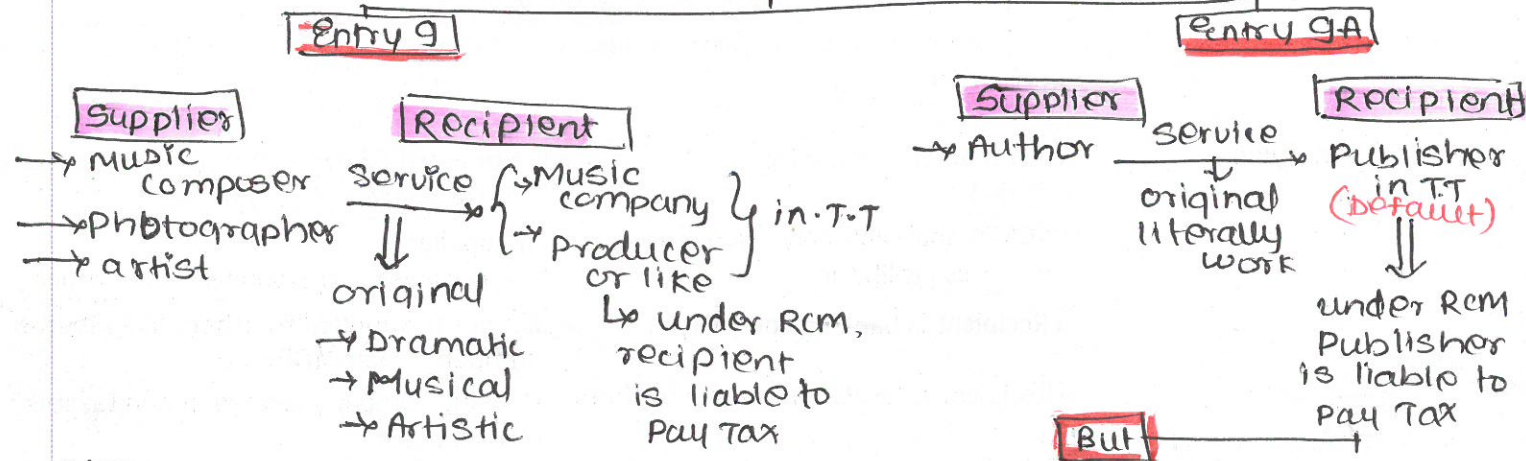 Entry 9
Supplier
→ Music
composer
→ Photographer
→ artist
Service
original
→ Dramatic
→ Musical
→ Artistic
Recipient
→ Music
company
→ Producer
or like
in.T.T
↳ under RCM,
recipient
is liable to
Pay Tax
Entry 9A
Supplier
→ Author
Service
original
literally
work
Recipient
Publisher
in T.T
(Default)
under RCM
Publisher
is liable to
Pay Tax
But